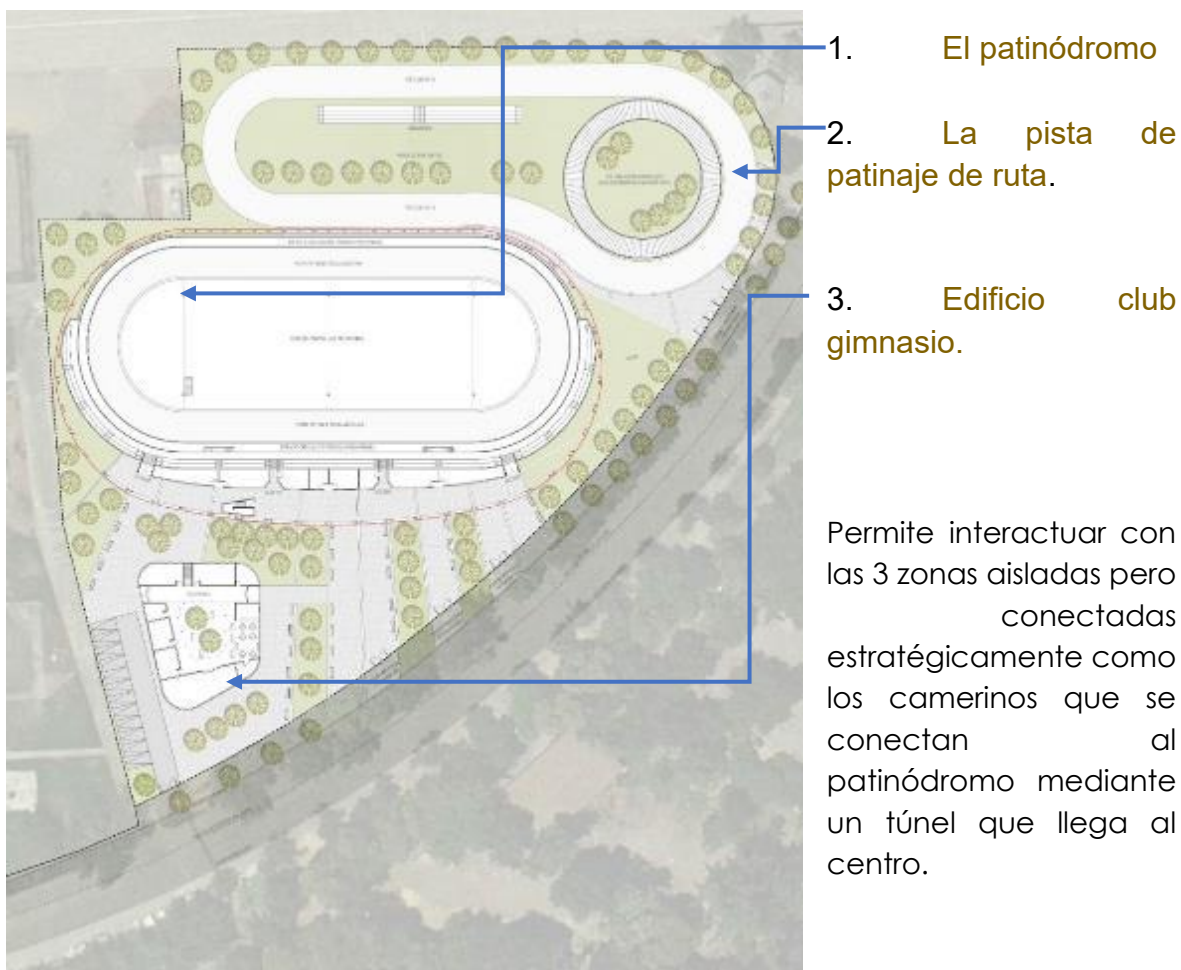 1. El patinódromo
2. La pista de
patinaje de ruta.
3. Edificio club
gimnasio.
Permite interactuar con
las 3 zonas aisladas pero
conectadas
estratégicamente como
los camerinos que se
conectan al
patinódromo mediante
un túnel que llega al
centro.